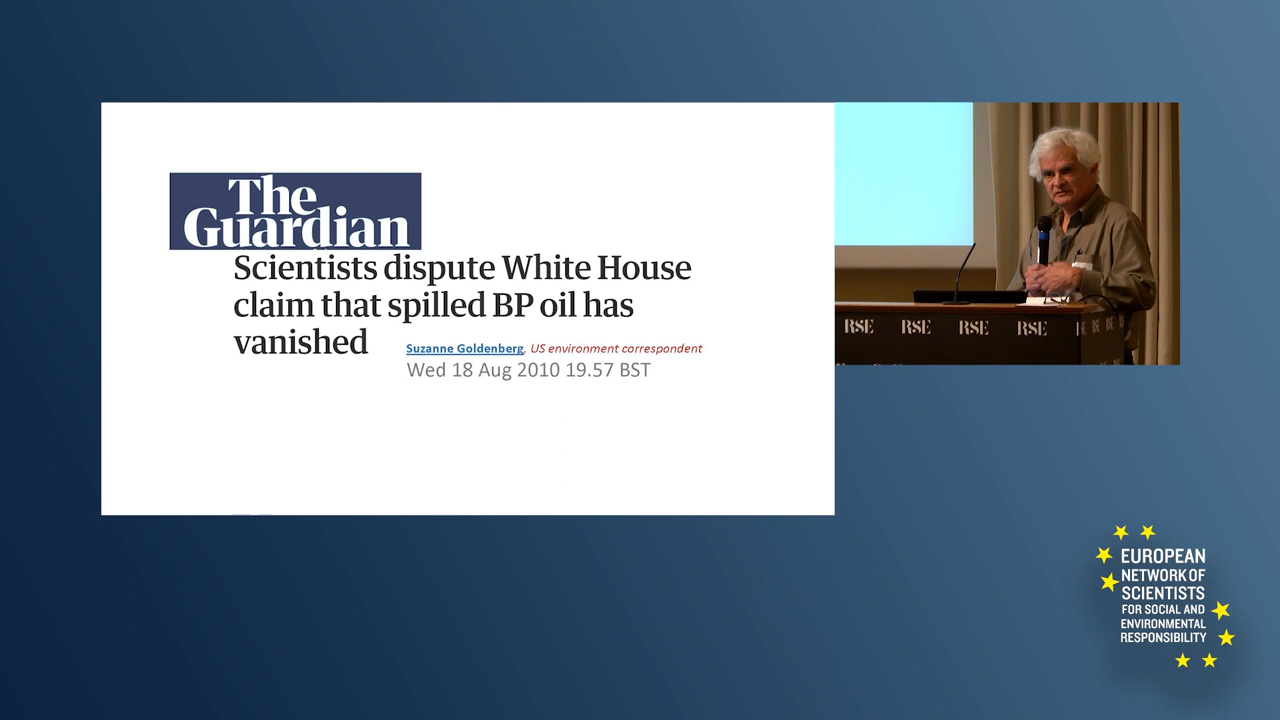 The
Guardian
Scientists dispute White House
claim that spilled BP oil has
vanished
Suzanne Goldenberg, US environment correspondent
Wed 18 Aug 2010 19.57 BST
RSE RSE RSE RSE
EUROPEAN
NETWORK OF
SCIENTISTS
FOR SOCIAL AND
ENVIRONMENTAL
RESPONSIBILITY